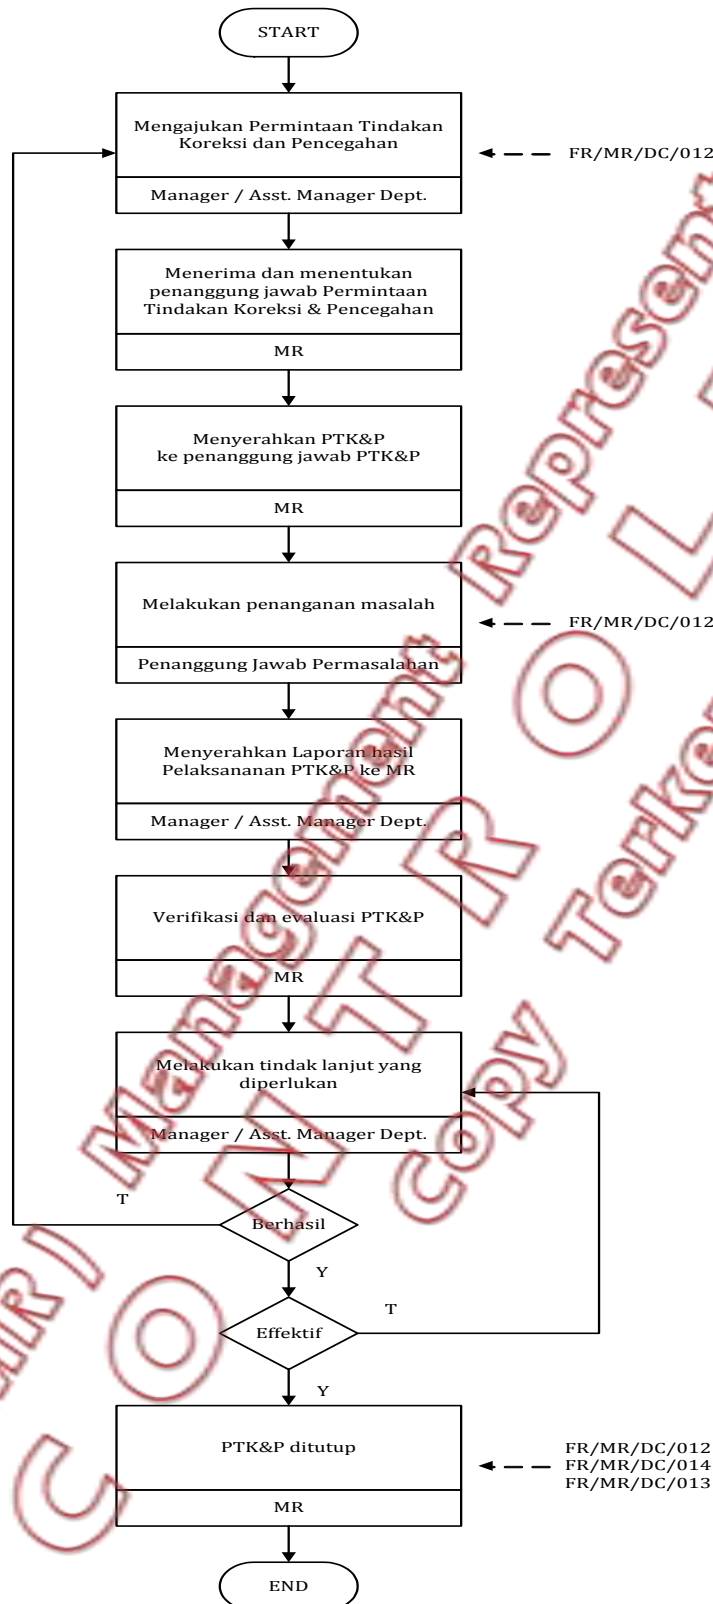 START
Mengajukan Permintaan Tindakan
Koreksi dan Pencegahan
FR/MR/DC/012
Manager / Asst. Manager Dept.
Menerima dan menentukan
penanggung jawab Permintaan
Tindakan Koreksi & Pencegahan
MR
Menyerahkan PTK&P
ke penanggung jawab PTK&P
MR
Melakukan penanganan masalah
FR/MR/DC/012
Penanggung Jawab Permasalahan
Menyerahkan Laporan hasil
Pelaksananan PTK&P ke MR
Manager / Asst. Manager Dept.
Verifikasi dan evaluasi PTK&P
MR
Melakukan tindak lanjut yang
diperlukan
Manager / Asst. Manager Dept.
T
Berhasil
Y
T
Effektif
Y
PTK&P ditutup
FR/MR/DC/012
FR/MR/DC/014
FR/MR/DC/013
MR
END
Management Represent
C O N T R O L
Copy